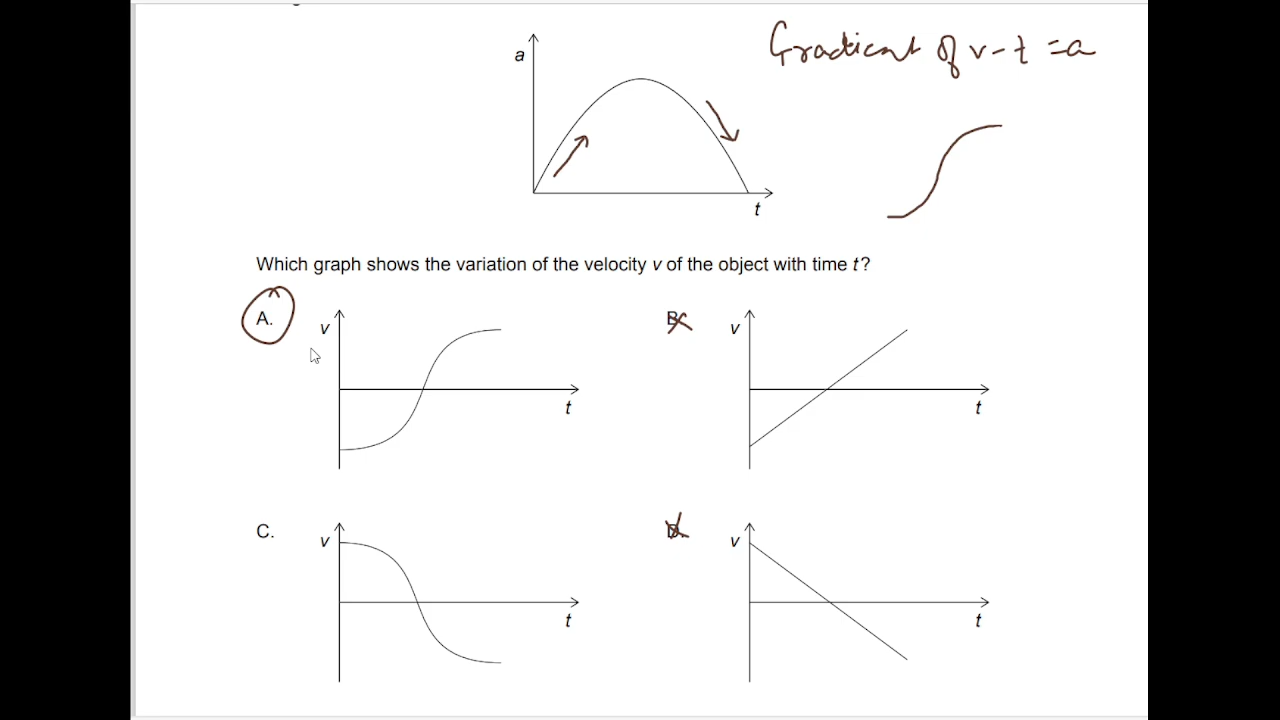 Gradient of v-t = a
a
t
Which graph shows the variation of the velocity v of the object with time t?
A.
v
t
B.
v
t
C.
v
t
D.
v
t